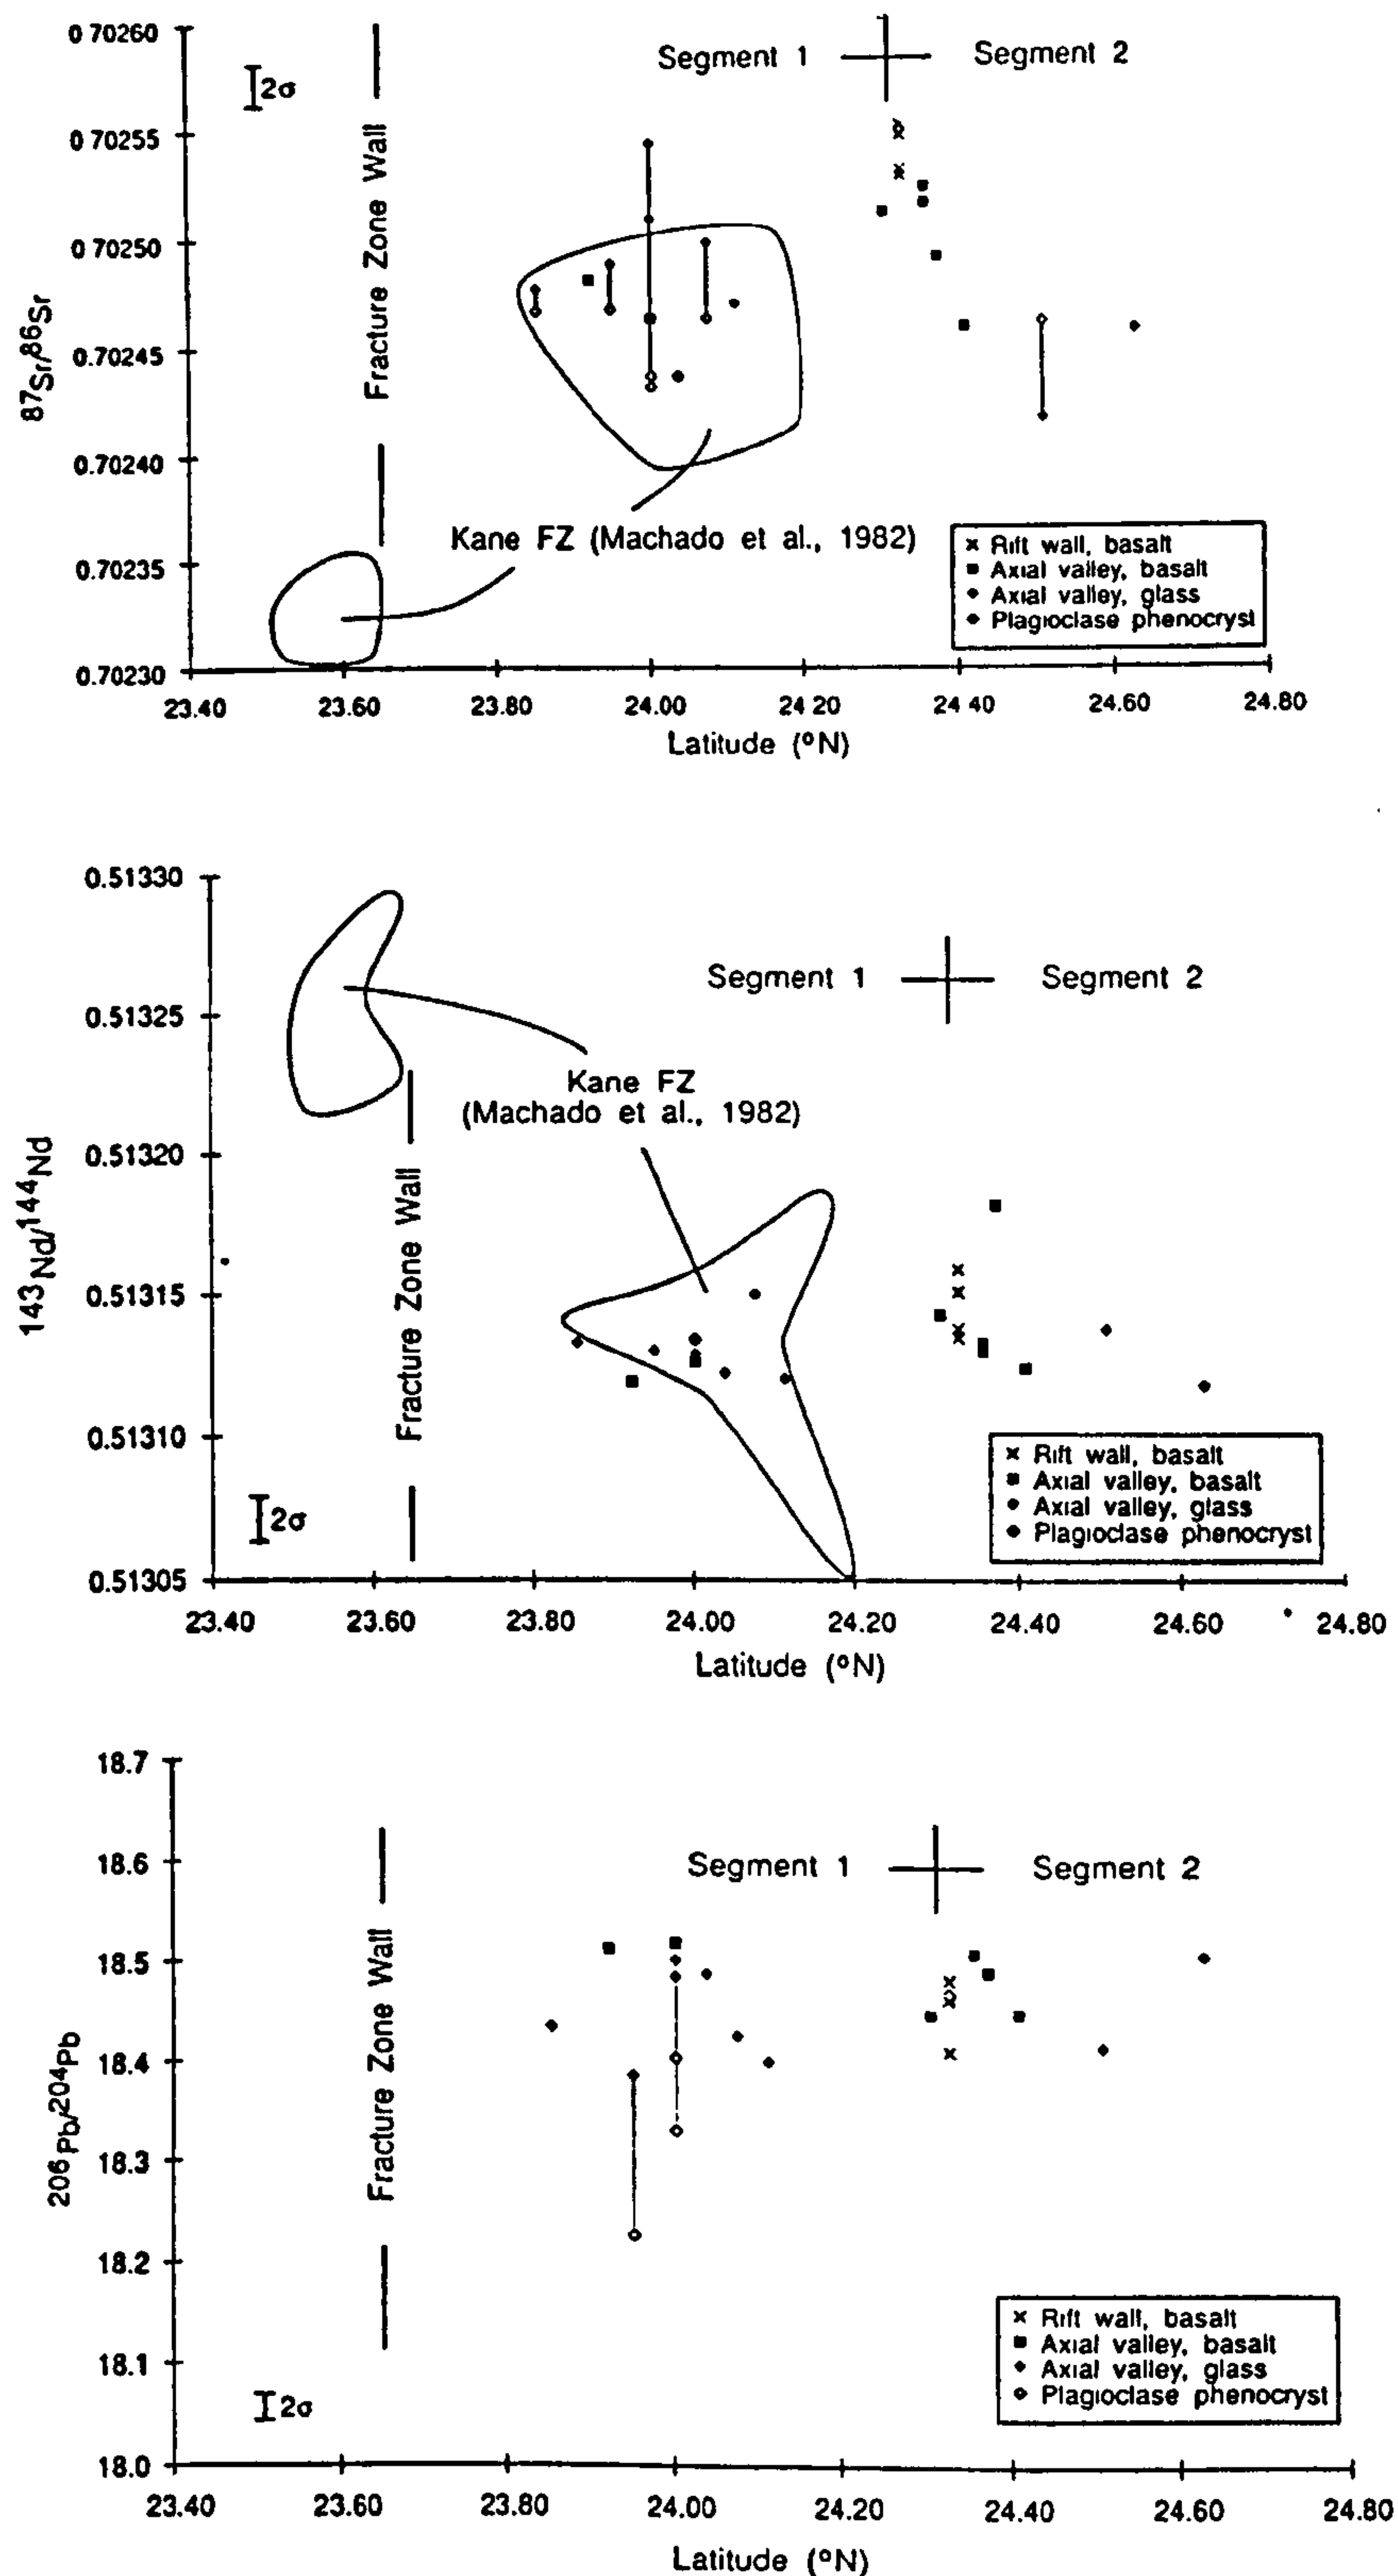 0 70260
0 70255
0 70250
0 70245
0.70240
0.70235
0.70230
87Sr/86Sr
2σ
Fracture Zone Wall
Segment 1
Segment 2
Kane FZ (Machado et al., 1982)
Rift wall, basalt
Axial valley, basalt
Axial valley, glass
Plagioclase phenocryst
23.40 23.60 23.80 24.00 24 20 24 40 24.60 24.80
Latitude (ºN)
0.51330
0.51325
0.51320
0.51315
0.51310
0.51305
143Nd/144Nd
Segment 1
Segment 2
Kane FZ
(Machado et al., 1982)
Fracture Zone Wall
2σ
Rift wall, basalt
Axial valley, basalt
Axial valley, glass
Plagioclase phenocryst
23.40 23.60 23.80 24.00 24.20 24.40 24.60 24.80
Latitude (ºN)
18.7
18.6
18.5
18.4
18.3
18.2
18.1
18.0
206Pb/204Pb
Segment 1
Segment 2
Fracture Zone Wall
2σ
Rift wall, basalt
Axial valley, basalt
Axial valley, glass
Plagioclase phenocryst
23.40 23.60 23.80 24.00 24.20 24.40 24.60 24.80
Latitude (ºN)